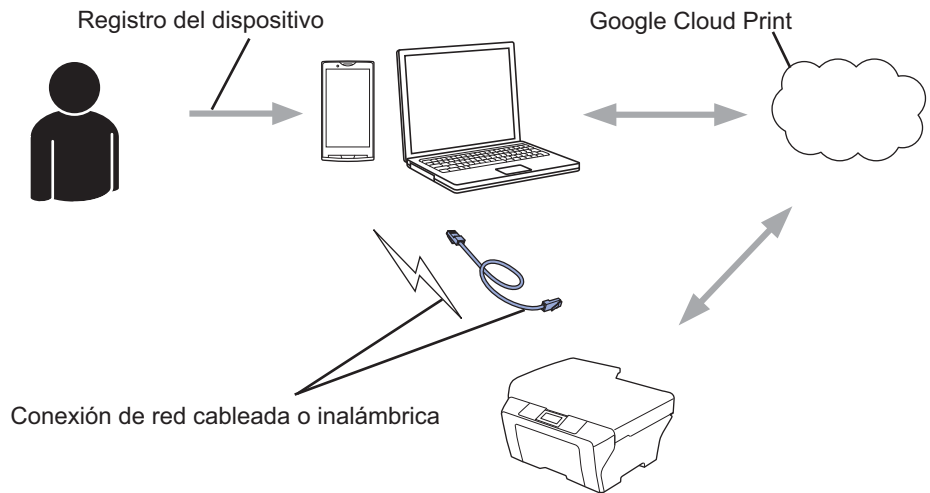 Registro del dispositivo
Google Cloud Print
Conexión de red cableada o inalámbrica